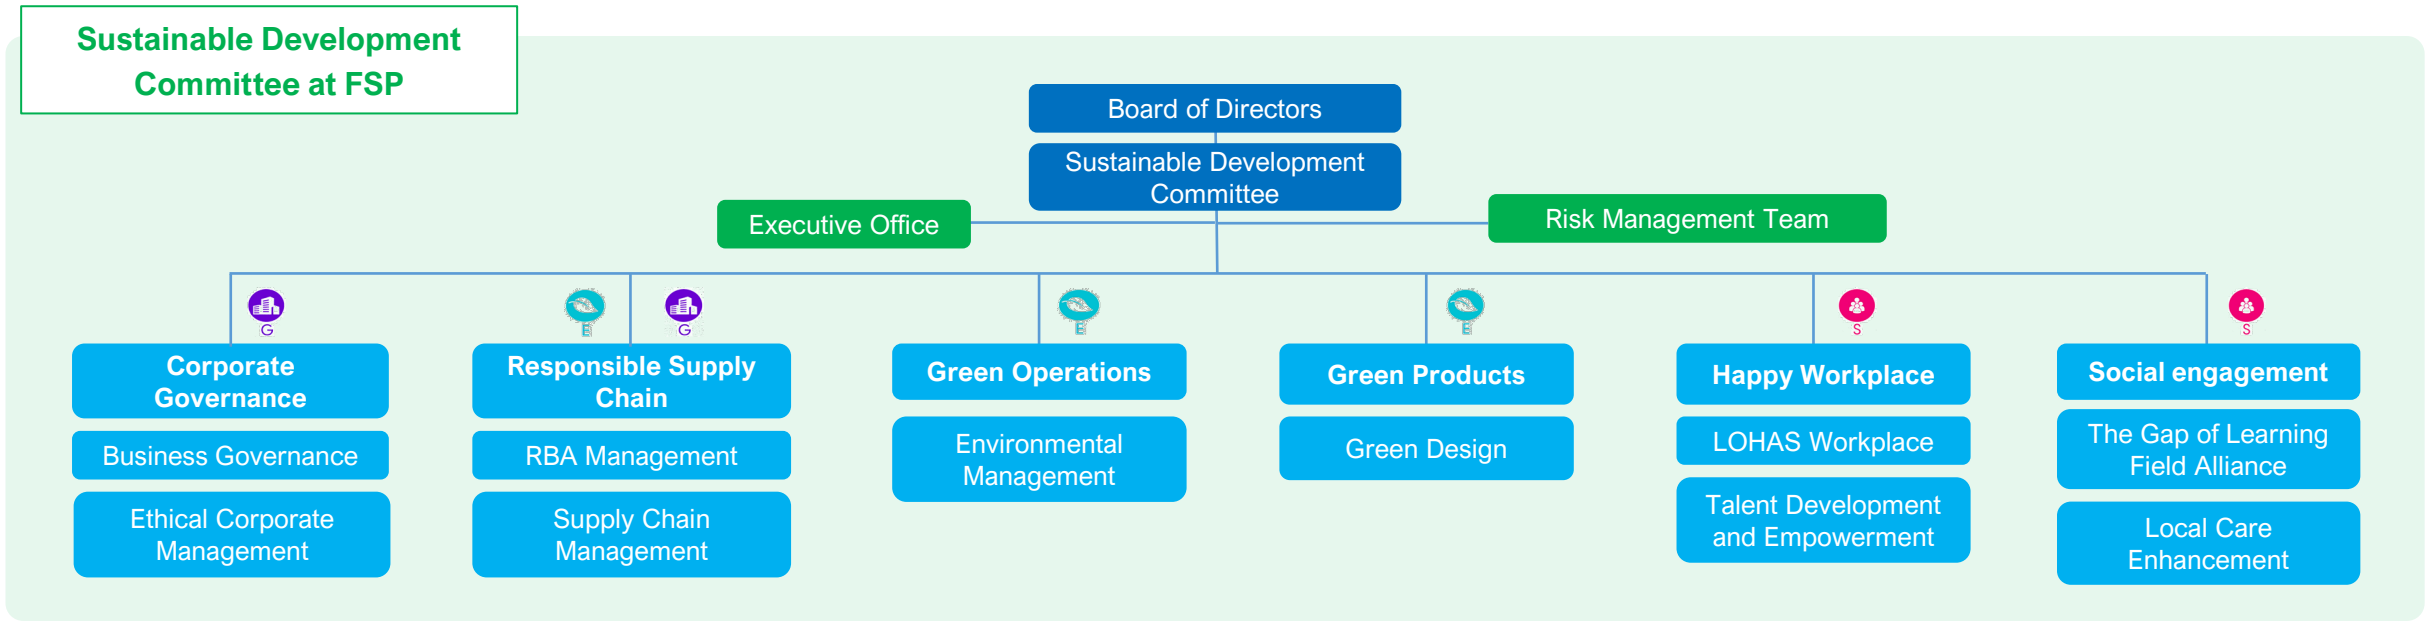 Sustainable Development
Committee at FSP
Board of Directors
Sustainable Development
Committee
Executive Office
Risk Management Team
G
E
G
E
E
S
S
Corporate
Governance
Business Governance
Ethical Corporate
Management
Responsible Supply
Chain
RBA Management
Supply Chain
Management
Green Operations
Environmental
Management
Green Products
Green Design
Happy Workplace
LOHAS Workplace
Talent Development
and Empowerment
Social engagement
The Gap of Learning
Field Alliance
Local Care
Enhancement